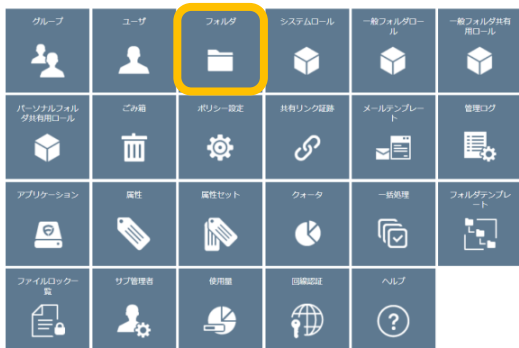 グループ
ユーザ
フォルダ
システムロール
一般フォルダロー
ル
一般フォルダ共有
用ロール
パーソナルフォル
ダ共有用ロール
ごみ箱
ポリシー設定
共有リンク証跡
メールテンプレー
ト
管理ログ
アプリケーション
属性
属性セット
クォータ
一括処理
フォルダテンプレ
ート
ファイルロック一
覧
サブ管理者
使用量
回線認証
ヘルプ